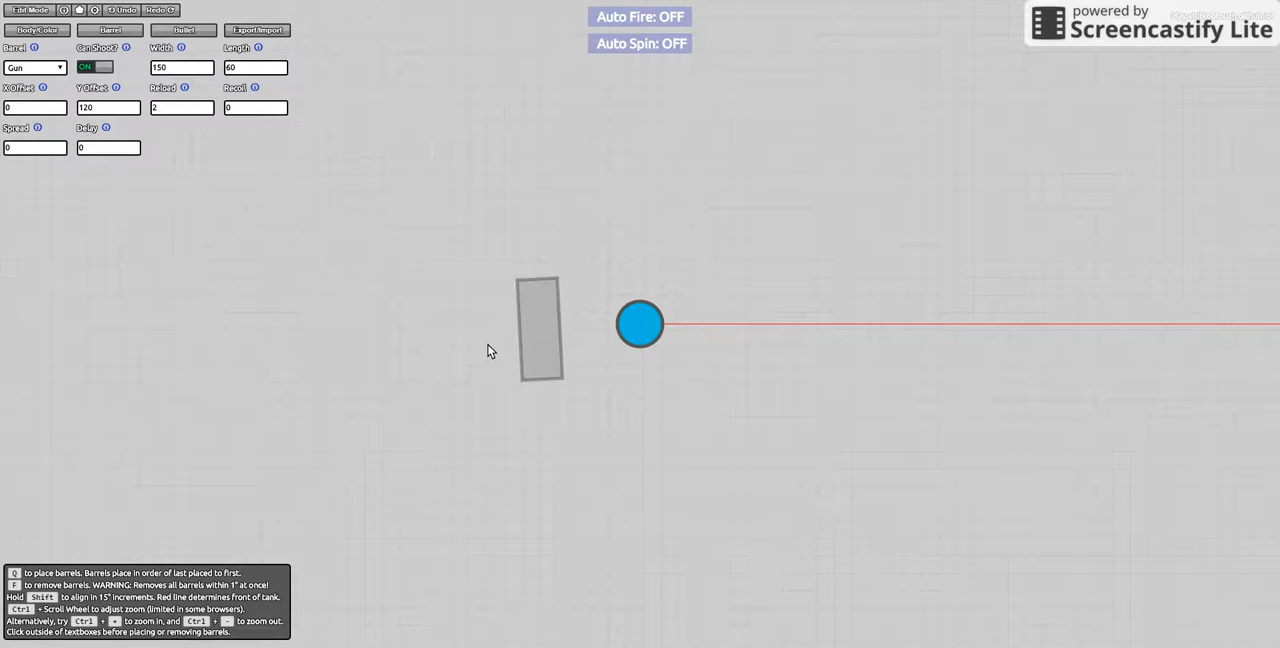 Edit Mode Undo Redo
Body/Color Barrel Bullet Export/Import
Barrel Can Shoot? Width Length
Gun ON 150 60
X Offset Y Offset Reload Recoil
0 120 2 0
Spread Delay
0 0
Auto Fire: OFF
Auto Spin: OFF
powered by
Screencastify Lite
Q to place barrels. Barrels place in order of last placed to first.
F to remove barrels. WARNING: Removes all barrels within 1° at once!
Hold Shift to align in 15° increments. Red line determines front of tank.
Ctrl + Scroll Wheel to adjust zoom (limited in some browsers).
Alternatively, try Ctrl + + to zoom in, and Ctrl + - to zoom out.
Click outside of textboxes before placing or removing barrels.